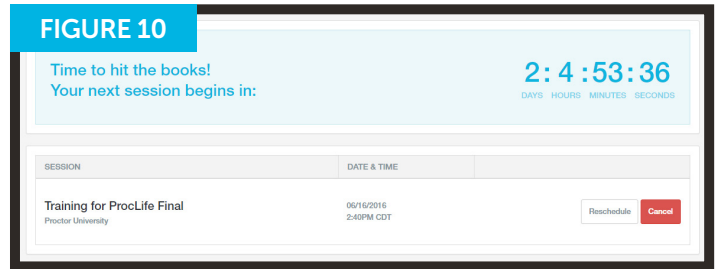 FIGURE 10
Time to hit the books!
Your next session begins in:
2 : 4 : 53 : 36
DAYS HOURS MINUTES SECONDS
SESSION DATE & TIME
Training for ProcLife Final
Proctor University
06/16/2016
2:40PM CDT
Reschedule Cancel